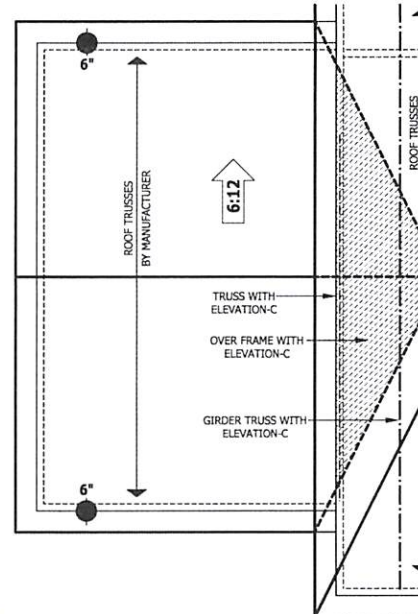 6"
ROOF TRUSSES
BY MANUFACTURER
6:12
ROOF TRUSSES
TRUSS WITH
ELEVATION-C
OVER FRAME WITH
ELEVATION-C
GIRDER TRUSS WITH
ELEVATION-C
6"